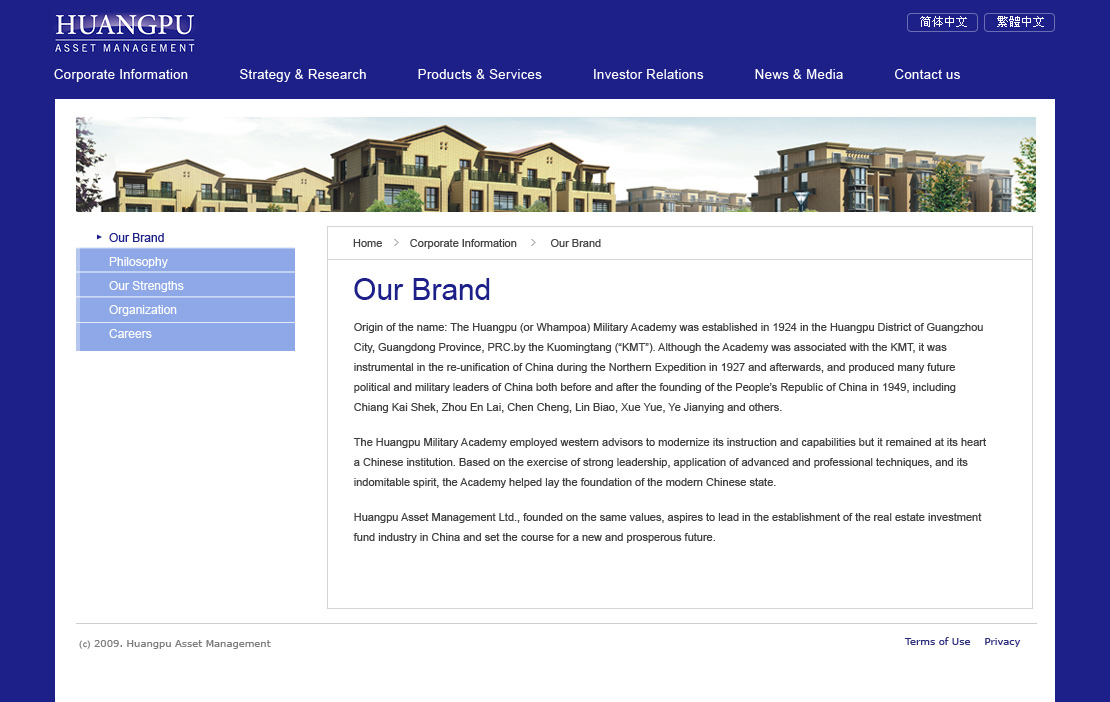 HUANGPU
ASSET MANAGEMENT
简体中文 繁體中文
Corporate Information Strategy & Research Products & Services Investor Relations News & Media Contact us
Our Brand
Philosophy
Our Strengths
Organization
Careers
Home Corporate Information Our Brand
Our Brand
Origin of the name: The Huangpu (or Whampoa) Military Academy was established in 1924 in the Huangpu District of Guangzhou
City, Guangdong Province, PRC.by the Kuomingtang (“KMT”). Although the Academy was associated with the KMT, it was
instrumental in the re-unification of China during the Northern Expedition in 1927 and afterwards, and produced many future
political and military leaders of China both before and after the founding of the People's Republic of China in 1949, including
Chiang Kai Shek, Zhou En Lai, Chen Cheng, Lin Biao, Xue Yue, Ye Jianying and others.
The Huangpu Military Academy employed western advisors to modernize its instruction and capabilities but it remained at its heart
a Chinese institution. Based on the exercise of strong leadership, application of advanced and professional techniques, and its
indomitable spirit, the Academy helped lay the foundation of the modern Chinese state.
Huangpu Asset Management Ltd., founded on the same values, aspires to lead in the establishment of the real estate investment
fund industry in China and set the course for a new and prosperous future.
(c) 2009. Huangpu Asset Management
Terms of Use Privacy